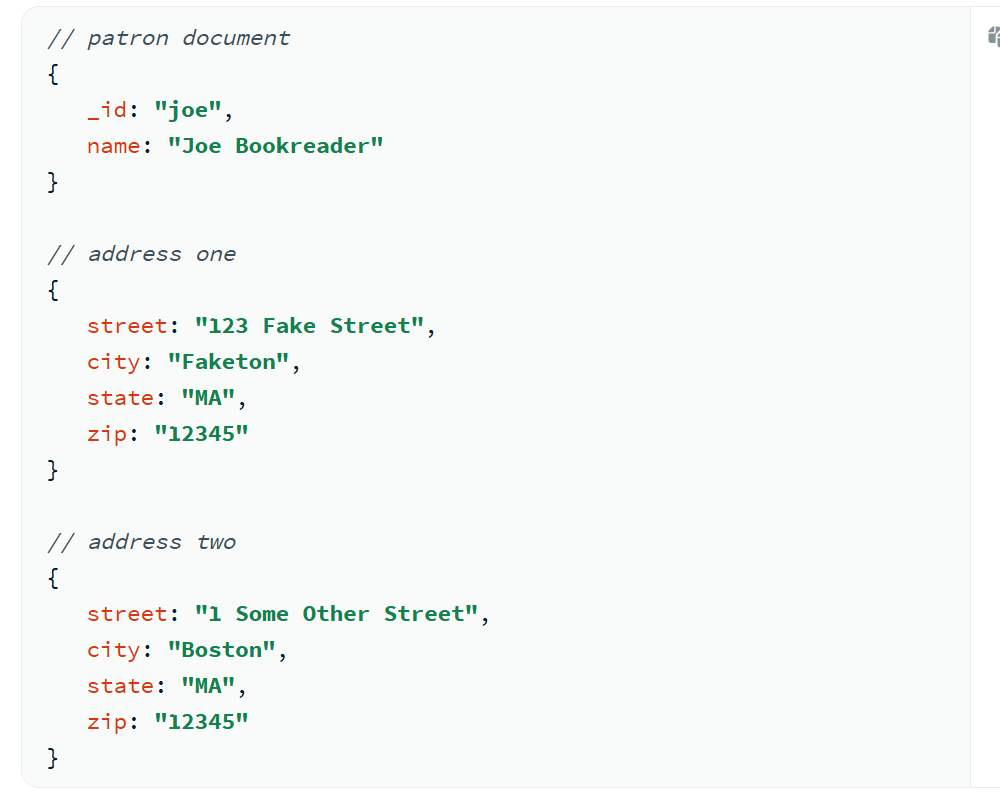 // patron document
{
   _id: "joe",
   name: "Joe Bookreader"
}

// address one
{
   street: "123 Fake Street",
   city: "Faketon",
   state: "MA",
   zip: "12345"
}

// address two
{
   street: "1 Some Other Street",
   city: "Boston",
   state: "MA",
   zip: "12345"
}